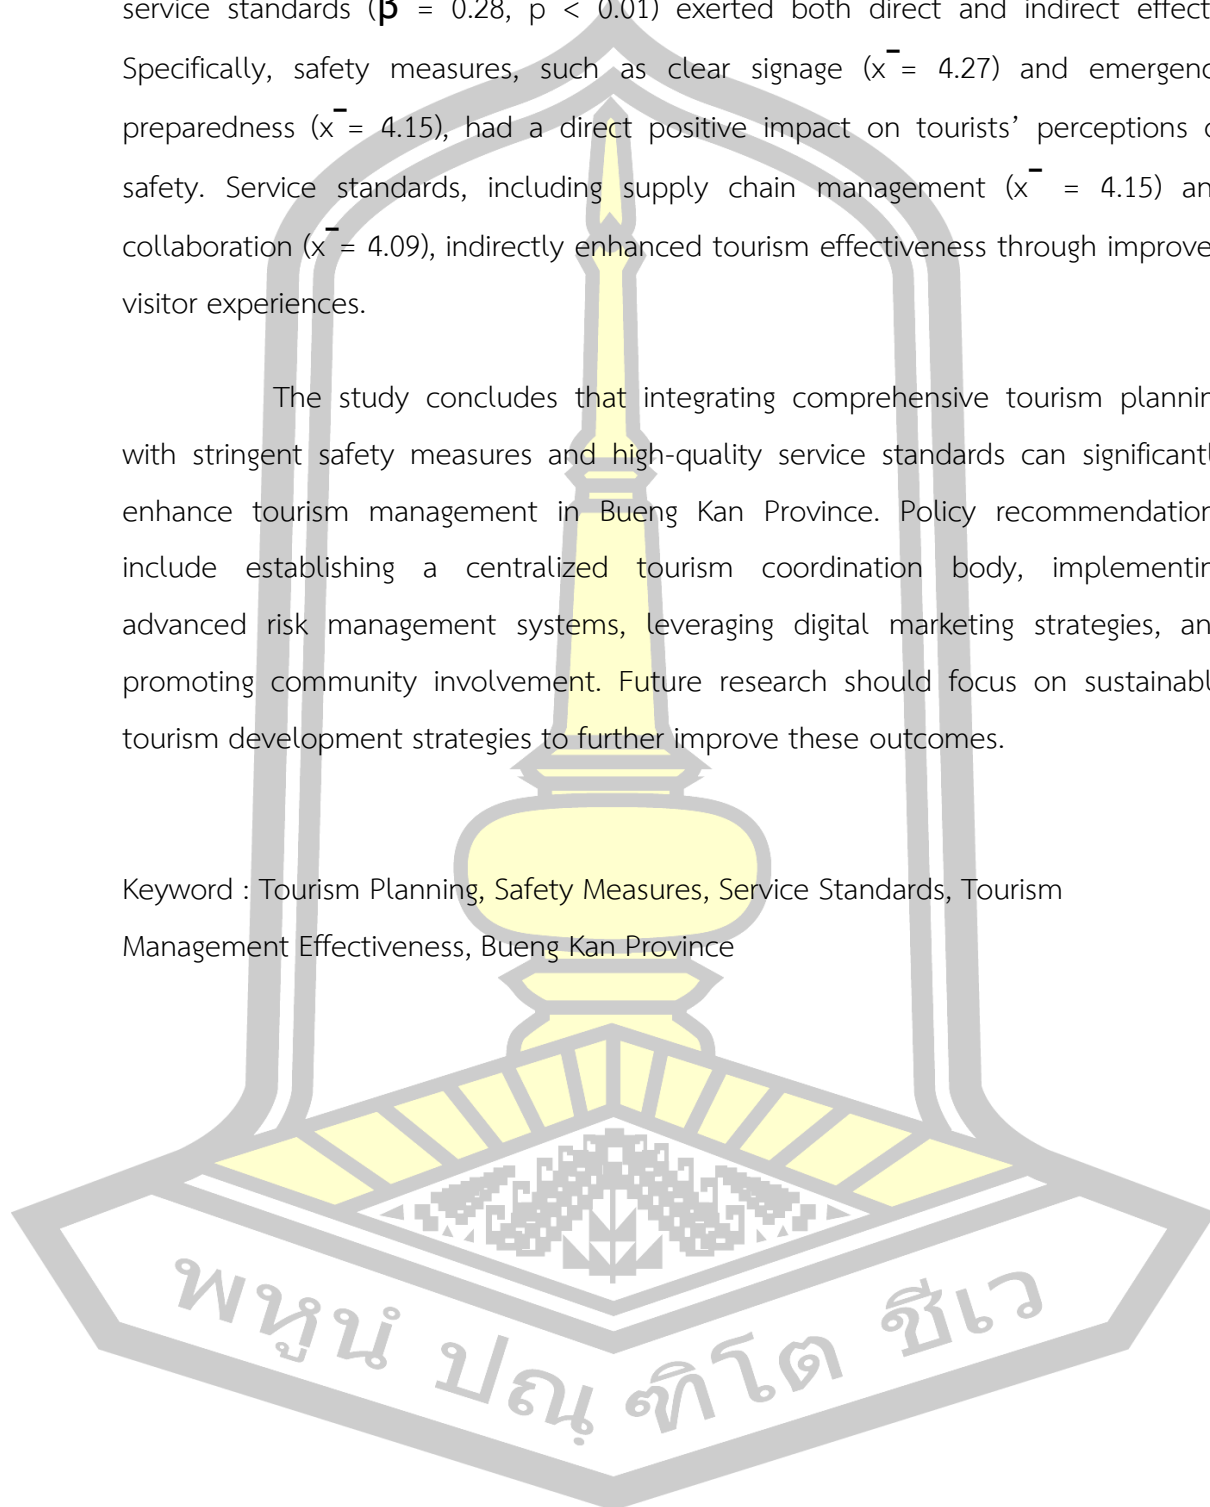 service standards (β = 0.28, p < 0.01) exerted both direct and indirect effect
Specifically, safety measures, such as clear signage (x̄ = 4.27) and emergenc
preparedness (x̄ = 4.15), had a direct positive impact on tourists’ perceptions o
safety. Service standards, including supply chain management (x̄ = 4.15) an
collaboration (x̄ = 4.09), indirectly enhanced tourism effectiveness through improve
visitor experiences.
The study concludes that integrating comprehensive tourism plannin
with stringent safety measures and high-quality service standards can significantl
enhance tourism management in Bueng Kan Province. Policy recommendation
include establishing a centralized tourism coordination body, implementin
advanced risk management systems, leveraging digital marketing strategies, an
promoting community involvement. Future research should focus on sustainabl
tourism development strategies to further improve these outcomes.
Keyword : Tourism Planning, Safety Measures, Service Standards, Tourism
Management Effectiveness, Bueng Kan Province
พหูนํ ปณฺฑิโต ชีเว